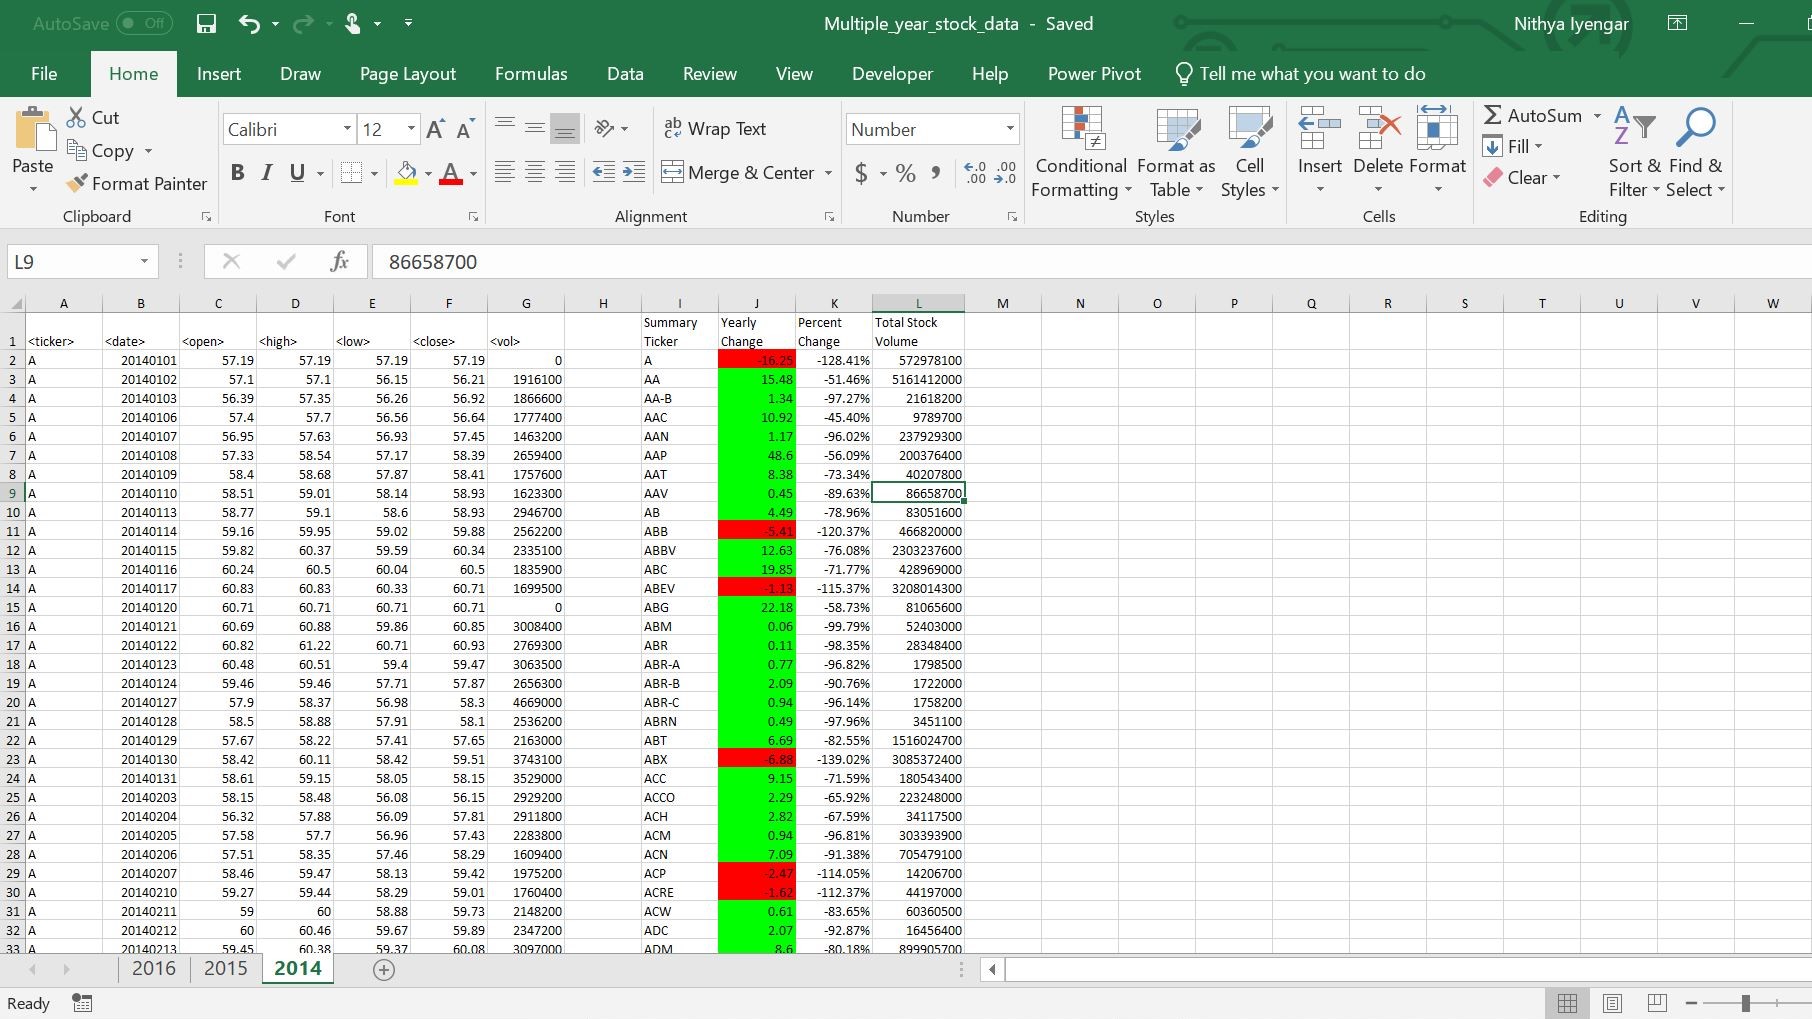 AutoSave Off Multiple_year_stock_data - Saved Nithya Iyengar
File Home Insert Draw Page Layout Formulas Data Review View Developer Help Power Pivot Tell me what you want to do
Cut
Copy
Format Painter
Paste
Clipboard
Calibri 12
B I U
Font
Wrap Text
Merge & Center
Alignment
Number
$ % ,
Number
Conditional Formatting
Format as Table
Cell Styles
Styles
Insert Delete Format
Cells
AutoSum
Fill
Clear
Sort & Filter
Find & Select
Editing
L9 fx 86658700
A B C D E F G H I J K L M N O P Q R S T U V W
1 <ticker> <date> <open> <high> <low> <close> <vol> Summary Ticker Yearly Change Percent Change Total Stock Volume
2 A 20140101 57.19 57.19 57.19 57.19 0 A -16.25 -128.41% 572978100
3 A 20140102 57.1 57.1 56.15 56.21 1916100 AA 15.48 -51.46% 5161412000
4 A 20140103 56.39 57.35 56.26 56.92 1866600 AA-B 1.34 -97.27% 21618200
5 A 20140106 57.4 57.7 56.56 56.64 1777400 AAC 10.92 -45.40% 9789700
6 A 20140107 56.95 57.63 56.93 57.45 1463200 AAN 1.17 -96.02% 237929300
7 A 20140108 57.33 58.54 57.17 58.39 2659400 AAP 48.6 -56.09% 200376400
8 A 20140109 58.4 58.68 57.87 58.41 1757600 AAT 8.38 -73.34% 40207800
9 A 20140110 58.51 59.01 58.14 58.93 1623300 AAV 0.45 -89.63% 86658700
10 A 20140113 58.77 59.1 58.6 58.93 2946700 AB 4.49 -78.96% 83051600
11 A 20140114 59.16 59.95 59.02 59.88 2562200 ABB -5.41 -120.37% 466820000
12 A 20140115 59.82 60.37 59.59 60.34 2335100 ABBV 12.63 -76.08% 2303237600
13 A 20140116 60.24 60.5 60.04 60.5 1835900 ABC 19.85 -71.77% 428969000
14 A 20140117 60.83 60.83 60.33 60.71 1699500 ABEV -1.13 -115.37% 3208014300
15 A 20140120 60.71 60.71 60.71 60.71 0 ABG 22.18 -58.73% 81065600
16 A 20140121 60.69 60.88 59.86 60.85 3008400 ABM 0.06 -99.79% 52403000
17 A 20140122 60.82 61.22 60.71 60.93 2769300 ABR 0.11 -98.35% 28348400
18 A 20140123 60.48 60.51 59.4 59.47 3063500 ABR-A 0.77 -96.82% 1798500
19 A 20140124 59.46 59.46 57.71 57.87 2656300 ABR-B 2.09 -90.76% 1722000
20 A 20140127 57.9 58.37 56.98 58.3 4669000 ABR-C 0.94 -96.14% 1758200
21 A 20140128 58.5 58.88 57.91 58.1 2536200 ABRN 0.49 -97.96% 3451100
22 A 20140129 57.67 58.22 57.41 57.65 2163000 ABT 6.69 -82.55% 1516024700
23 A 20140130 58.42 60.11 58.42 59.51 3743100 ABX -6.88 -139.02% 3085372400
24 A 20140131 58.61 59.15 58.05 58.15 3529000 ACC 9.15 -71.59% 180543400
25 A 20140203 58.15 58.48 56.08 56.15 2929200 ACCO 2.29 -65.92% 223248000
26 A 20140204 56.32 57.88 56.09 57.81 2911800 ACH 2.82 -67.59% 34117500
27 A 20140205 57.58 57.7 56.96 57.43 2283800 ACM 0.94 -96.81% 303393900
28 A 20140206 57.51 58.35 57.46 58.29 1609400 ACN 7.09 -91.38% 705479100
29 A 20140207 58.46 59.47 58.13 59.42 1975200 ACP -2.47 -114.05% 14206700
30 A 20140210 59.27 59.44 58.29 59.01 1760400 ACRE -1.62 -112.37% 44197000
31 A 20140211 59 60 58.88 59.73 2148200 ACW 0.61 -83.65% 60360500
32 A 20140212 60 60.46 59.67 59.89 2347200 ADC 2.07 -92.87% 16456400
33 A 20140213 59.45 60.38 59.37 60.08 3097000 ADM 8.6 -80.18% 899905700
2016 2015 2014
Ready